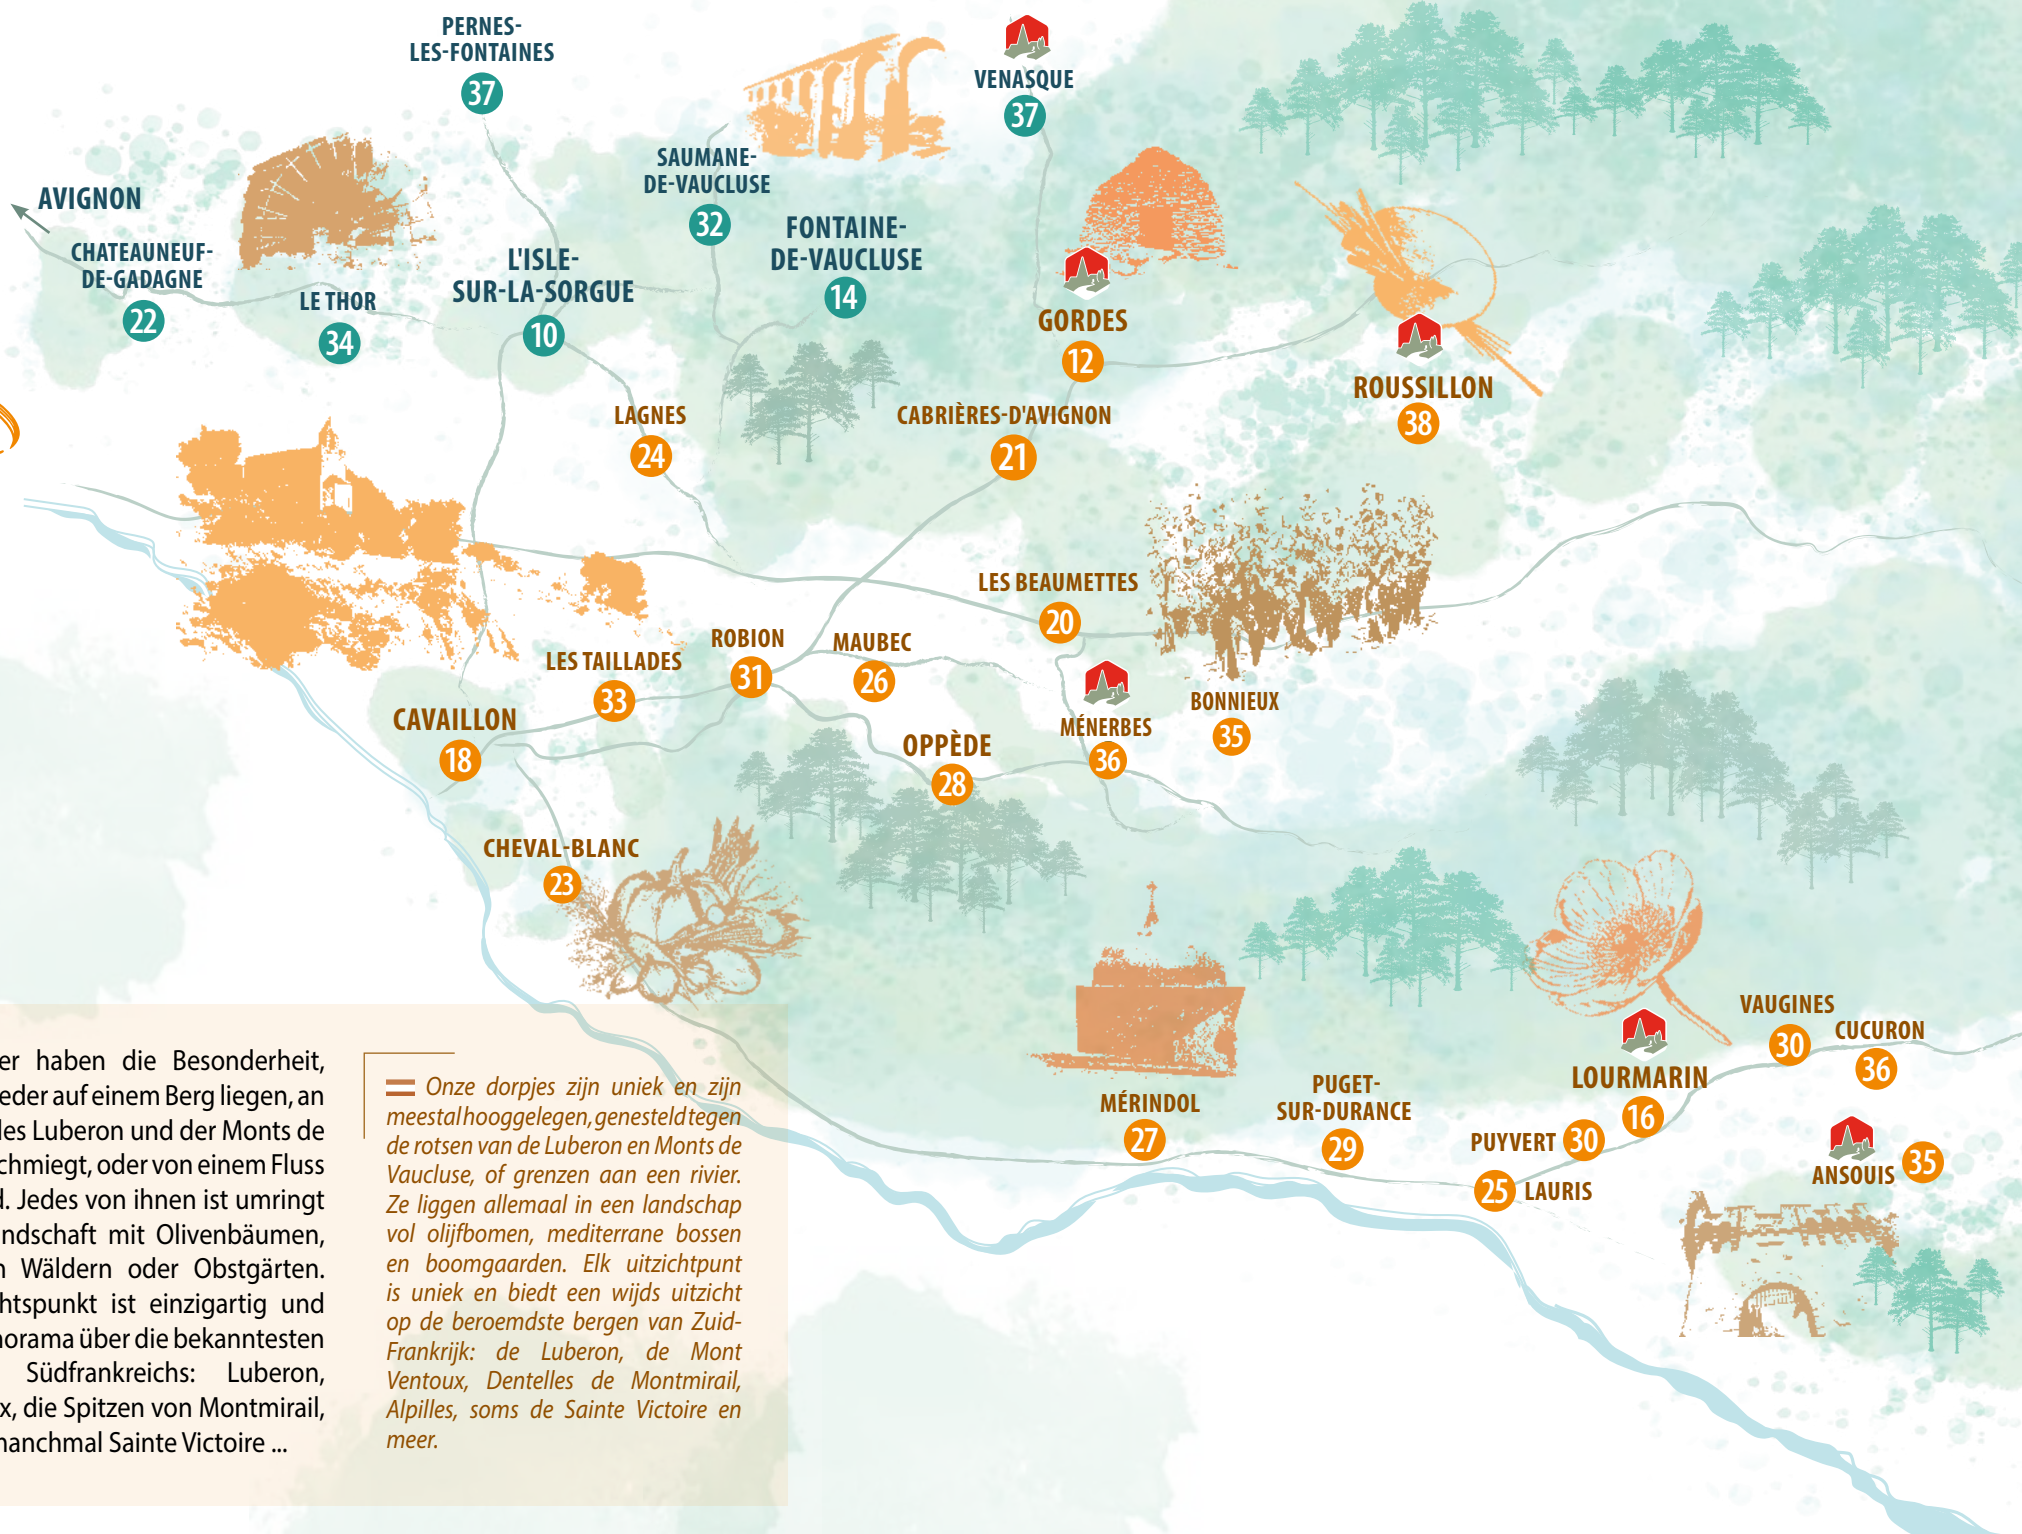 PERNES-
LES-FONTAINES
37
VENASQUE
37
SAUMANE-
DE-VAUCLUSE
32
AVIGNON
CHATEAUNEUF-
DE-GADAGNE
22
LE THOR
34
L'ISLE-
SUR-LA-SORGUE
10
FONTAINE-
DE-VAUCLUSE
14
GORDES
12
ROUSSILLON
38
LAGNES
24
CABRIÈRES-D'AVIGNON
21
LES BEAUMETTES
20
ROBION
31
MAUBEC
26
LES TAILLADES
33
CAVAILLON
18
OPPÈDE
28
MÉNERBES
36
BONNIEUX
35
CHEVAL-BLANC
23
VAUGINES
30
CUCURON
36
LOURMARIN
16
MÉRINDOL
27
PUGET-
SUR-DURANCE
29
PUYVERT 30
25 LAURIS
ANSOUIS 35
er haben die Besonderheit,
eder auf einem Berg liegen, an
des Luberon und der Monts de
chmiegt, oder von einem Fluss
d. Jedes von ihnen ist umringt
ndschaft mit Olivenbäumen,
n Wäldern oder Obstgärten.
htspunkt ist einzigartig und
norama über die bekanntesten
Südfrankreichs: Luberon,
x, die Spitzen von Montmirail,
manchmal Sainte Victoire ...
Onze dorpjes zijn uniek en zijn
meestal hooggelegen, genesteld tegen
de rotsen van de Luberon en Monts de
Vaucluse, of grenzen aan een rivier.
Ze liggen allemaal in een landschap
vol olijfbomen, mediterrane bossen
en boomgaarden. Elk uitzichtpunt
is uniek en biedt een wijds uitzicht
op de beroemdste bergen van Zuid-
Frankrijk: de Luberon, de Mont
Ventoux, Dentelles de Montmirail,
Alpilles, soms de Sainte Victoire en
meer.